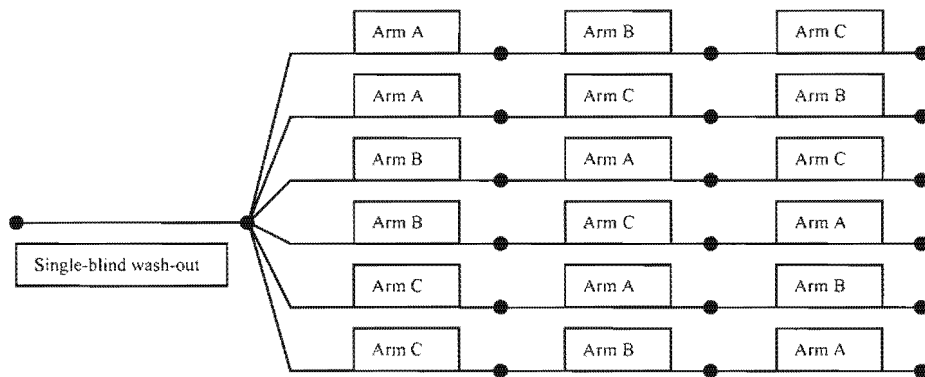 Arm A Arm B Arm C
Arm A Arm C Arm B
Arm B Arm A Arm C
Arm B Arm C Arm A
Single-blind wash-out
Arm C Arm A Arm B
Arm C Arm B Arm A